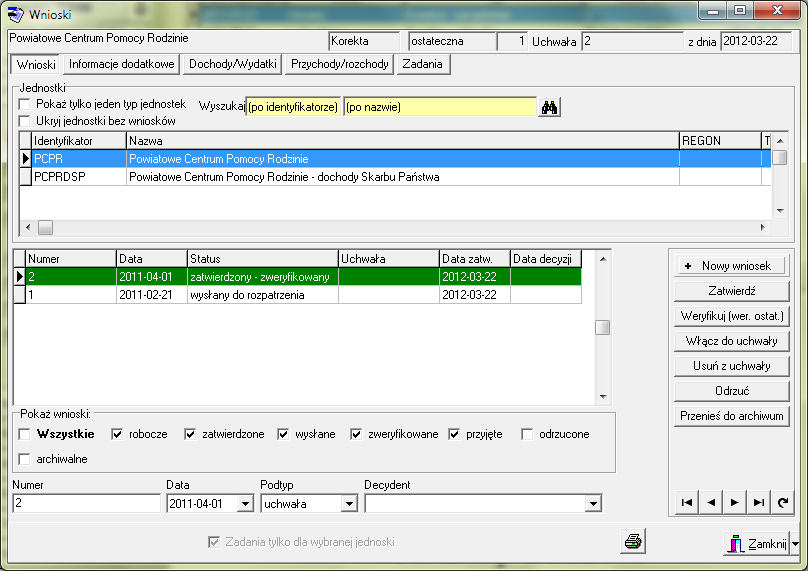 Wnioski
Powiatowe Centrum Pomocy Rodzinie Korekta ostateczna 1 Uchwała 2 z dnia 2012-03-22
Wnioski Informacje dodatkowe Dochody/Wydatki Przychody/rozchody Zadania
Jednostki
Pokaż tylko jeden typ jednostek Wyszukaj (po identyfikatorze) (po nazwie)
Ukryj jednostki bez wniosków
Identyfikator Nazwa REGON T
PCPR Powiatowe Centrum Pomocy Rodzinie
PCPRDSP Powiatowe Centrum Pomocy Rodzinie - dochody Skarbu Państwa
Numer Data Status Uchwała Data zatw. Data decyzji
2 2011-04-01 zatwierdzony - zweryfikowany 2012-03-22
1 2011-02-21 wysłany do rozpatrzenia 2012-03-22
+ Nowy wniosek
Zatwierdź
Weryfikuj (wer. ostat.)
Włącz do uchwały
Usuń z uchwały
Odrzuć
Przenieś do archiwum
Pokaż wnioski:
Wszystkie robocze zatwierdzone wysłane zweryfikowane przyjęte odrzucone
archiwalne
Numer Data Podtyp Decydent
2 2011-04-01 uchwała
Zadania tylko dla wybranej jednoski
Zamknij